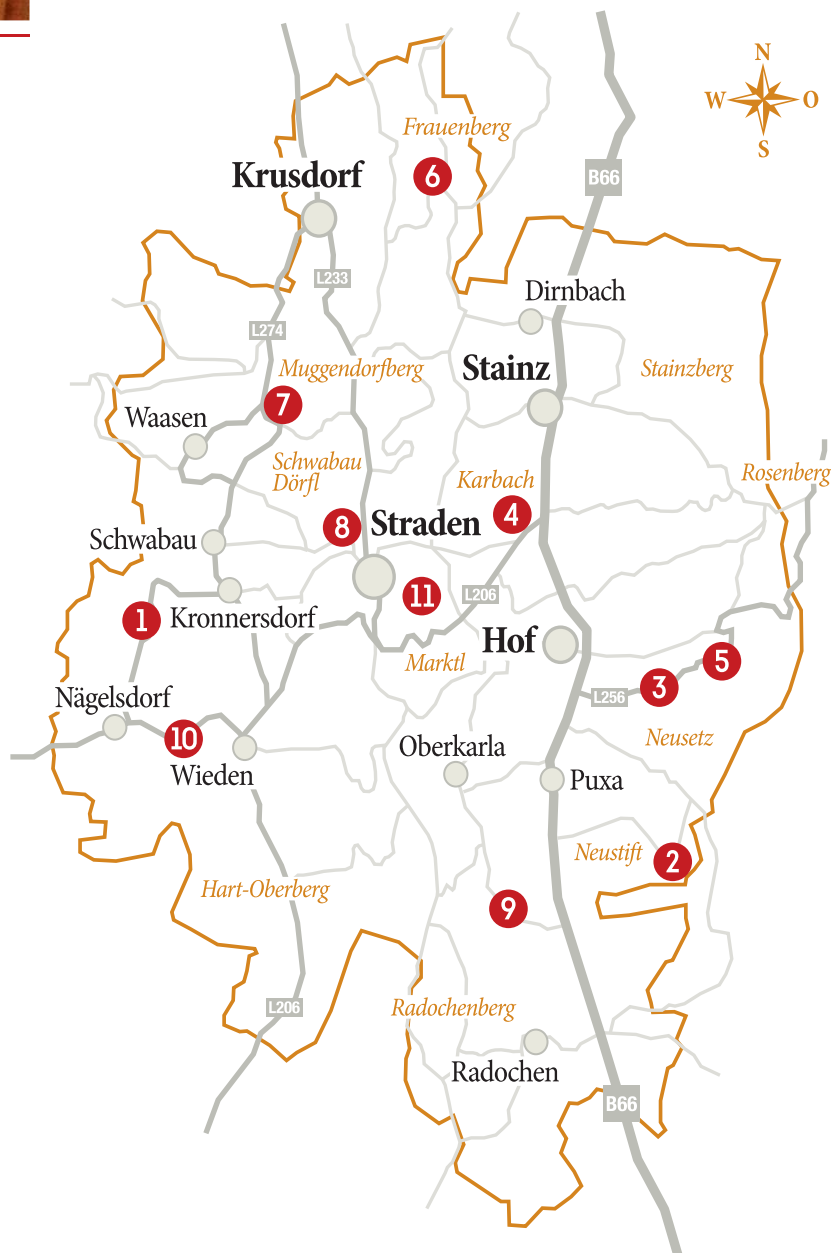 N
W
O
S
Frauenberg
6
Krusdorf
B66
L233
Dirnbach
L274
Stainz
Muggendorfberg
Stainzberg
7
Waasen
Schwabau
Dörfl
Karbach
Rosenberg
8
Straden
4
Schwabau
11
L206
1
Kronnersdorf
Hof
Marktl
5
3
L256
Nägelsdorf
10
Neusetz
Wieden
Oberkarla
Puxa
Neustift
2
Hart-Oberberg
9
L206
Radochenberg
Radochen
B66